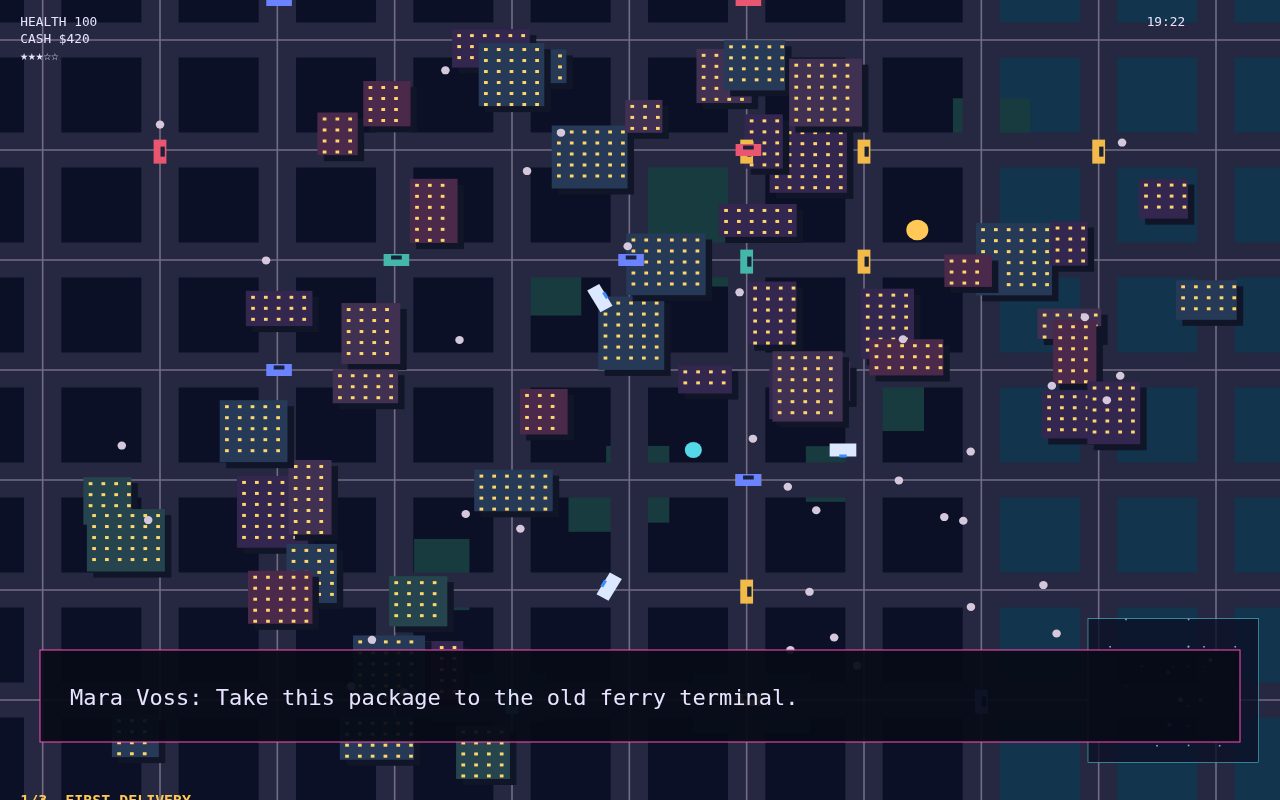 HEALTH 100
19:22
CASH $420
★★★☆☆
Mara Voss: Take this package to the old ferry terminal.
1/3 FIRST DELIVERY